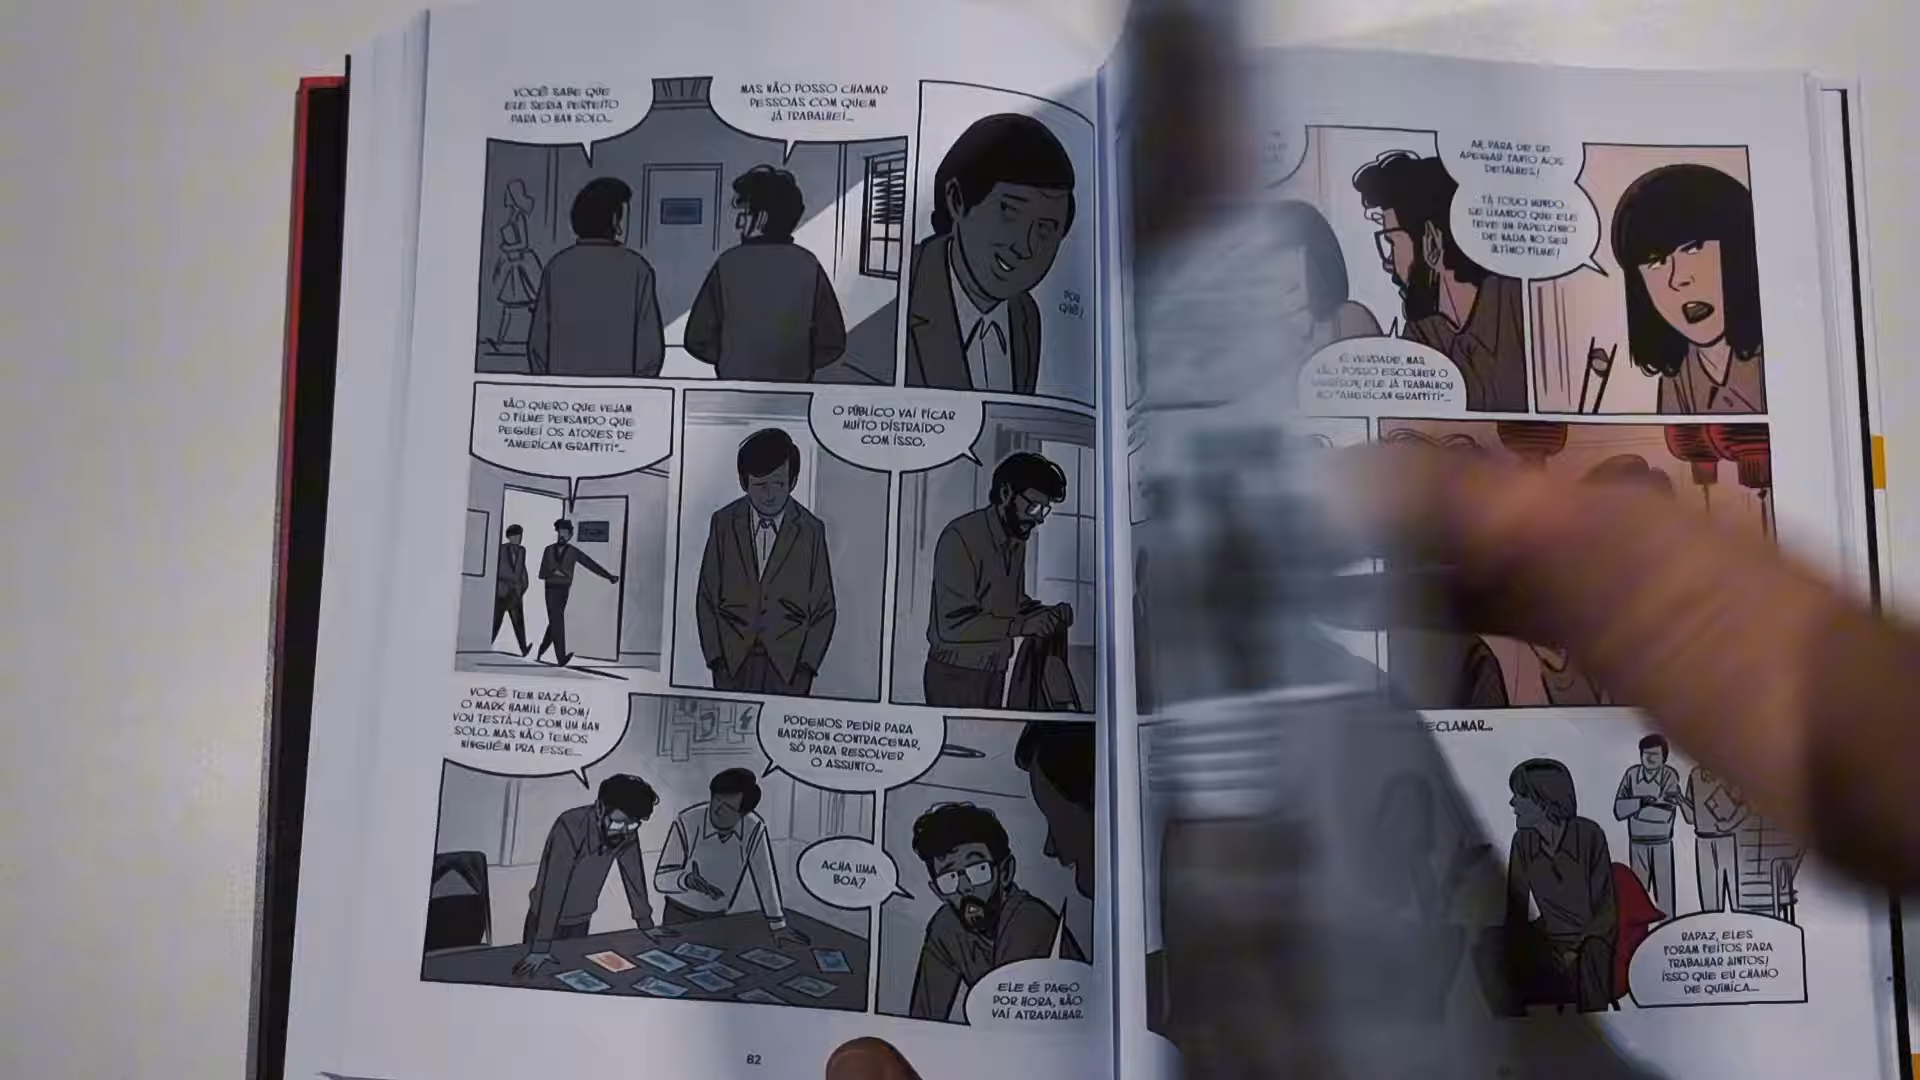 VOCÊ SABE QUE
ELE SERIA PERFEITO
PARA O HAN SOLO...
MAS NÃO POSSO CHAMAR
PESSOAS COM QUEM
JÁ TRABALHEI...
POR
QUÊ?
NÃO QUERO QUE VEJAM
O FILME PENSANDO QUE
PEGUEI OS ATORES DE
"AMERICAN GRAFFITI"...
O PÚBLICO VAI FICAR
MUITO DISTRAÍDO
COM ISSO.
VOCÊ TEM RAZÃO,
O MARK HAMILL É BOM!
VOU TESTÁ-LO COM UM HAN
SOLO. MAS NÃO TEMOS
NINGUÉM PRA ESSE...
PODEMOS PEDIR PARA
HARRISON CONTRACENAR,
SÓ PARA RESOLVER
O ASSUNTO...
ACHA UMA
BOA?
ELE É PAGO
POR HORA, NÃO
VAI ATRAPALHAR.
82
AH, PARA DE SE
APEGAR TANTO AOS
DETALHES!
TÁ TODO MUNDO
SE LIXANDO QUE ELE
TEVE UM PAPELZINHO
DE NADA NO SEU
ÚLTIMO FILME!
É VERDADE, MAS
NÃO POSSO ESCOLHER O
HARRISON, ELE JÁ TRABALHOU
NO "AMERICAN GRAFFITI"...
RECLAMAR...
RAPAZ, ELES
FORAM FEITOS PARA
TRABALHAR JUNTOS!
ISSO QUE EU CHAMO
DE QUÍMICA...